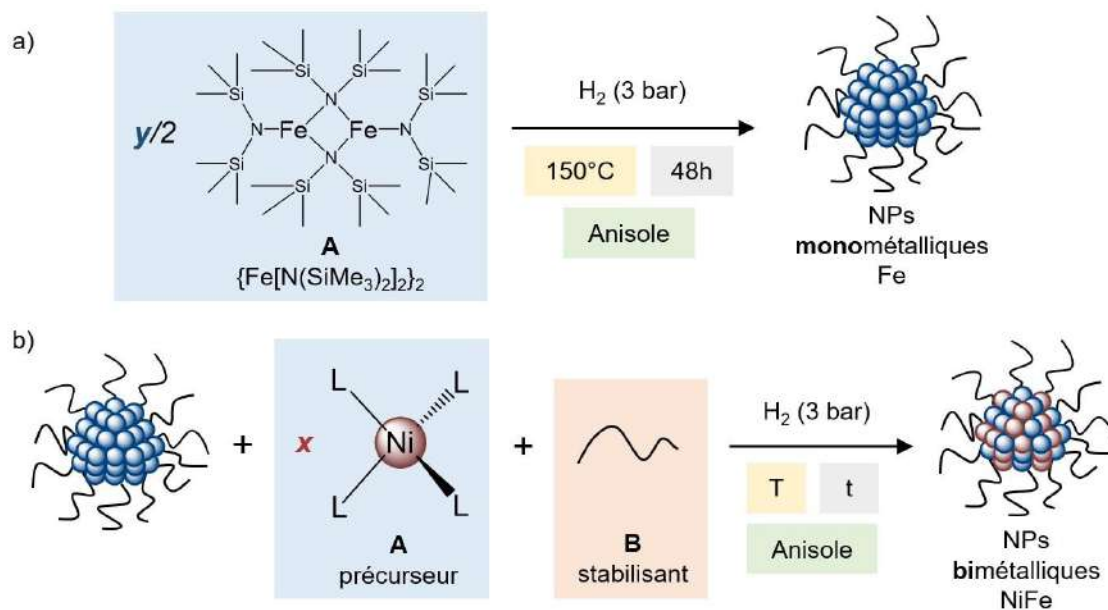 a)
Si Si
Si N Si
y/2 N Fe Fe N
Si N Si
Si Si
A
{Fe[N(SiMe3)2]2}2
H2 (3 bar)
150°C 48h
Anisole
NPs
monométalliques
Fe
b)
+ x
L L
Ni
L L
A
précurseur
+
B
stabilisant
H2 (3 bar)
T t
Anisole
NPs
bimétalliques
NiFe